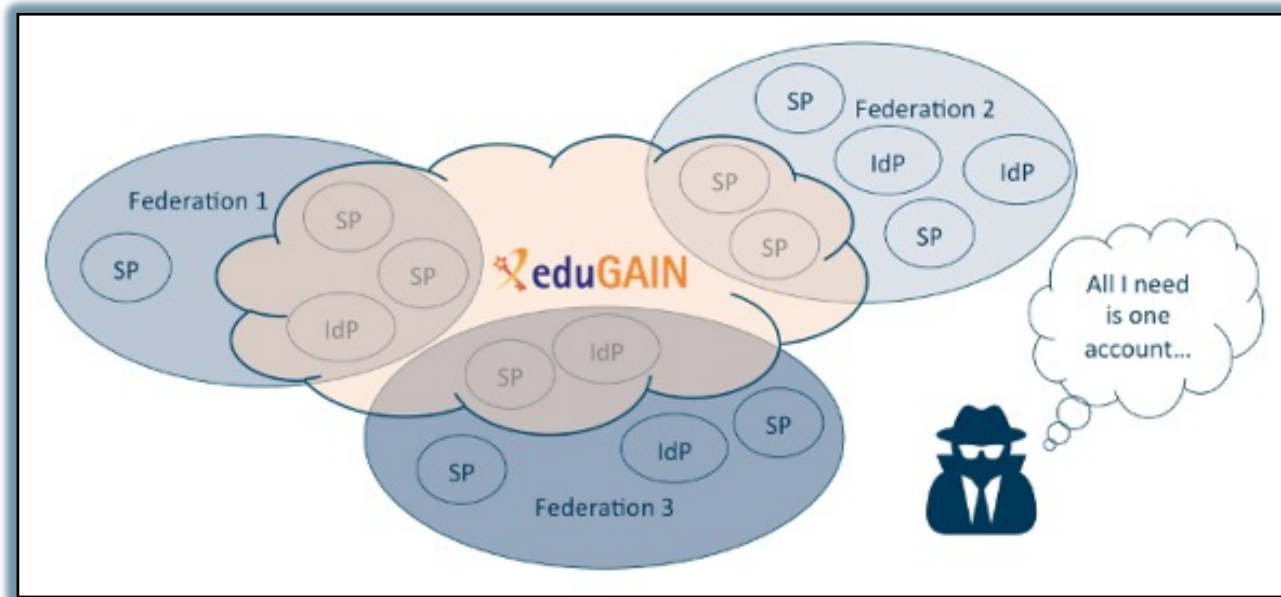 Federation 1
SP
SP
SP
IdP
eduGAIN
SP
Federation 2
IdP
IdP
SP
SP
SP
IdP
SP
SP
IdP
SP
Federation 3
All I need
is one
account...